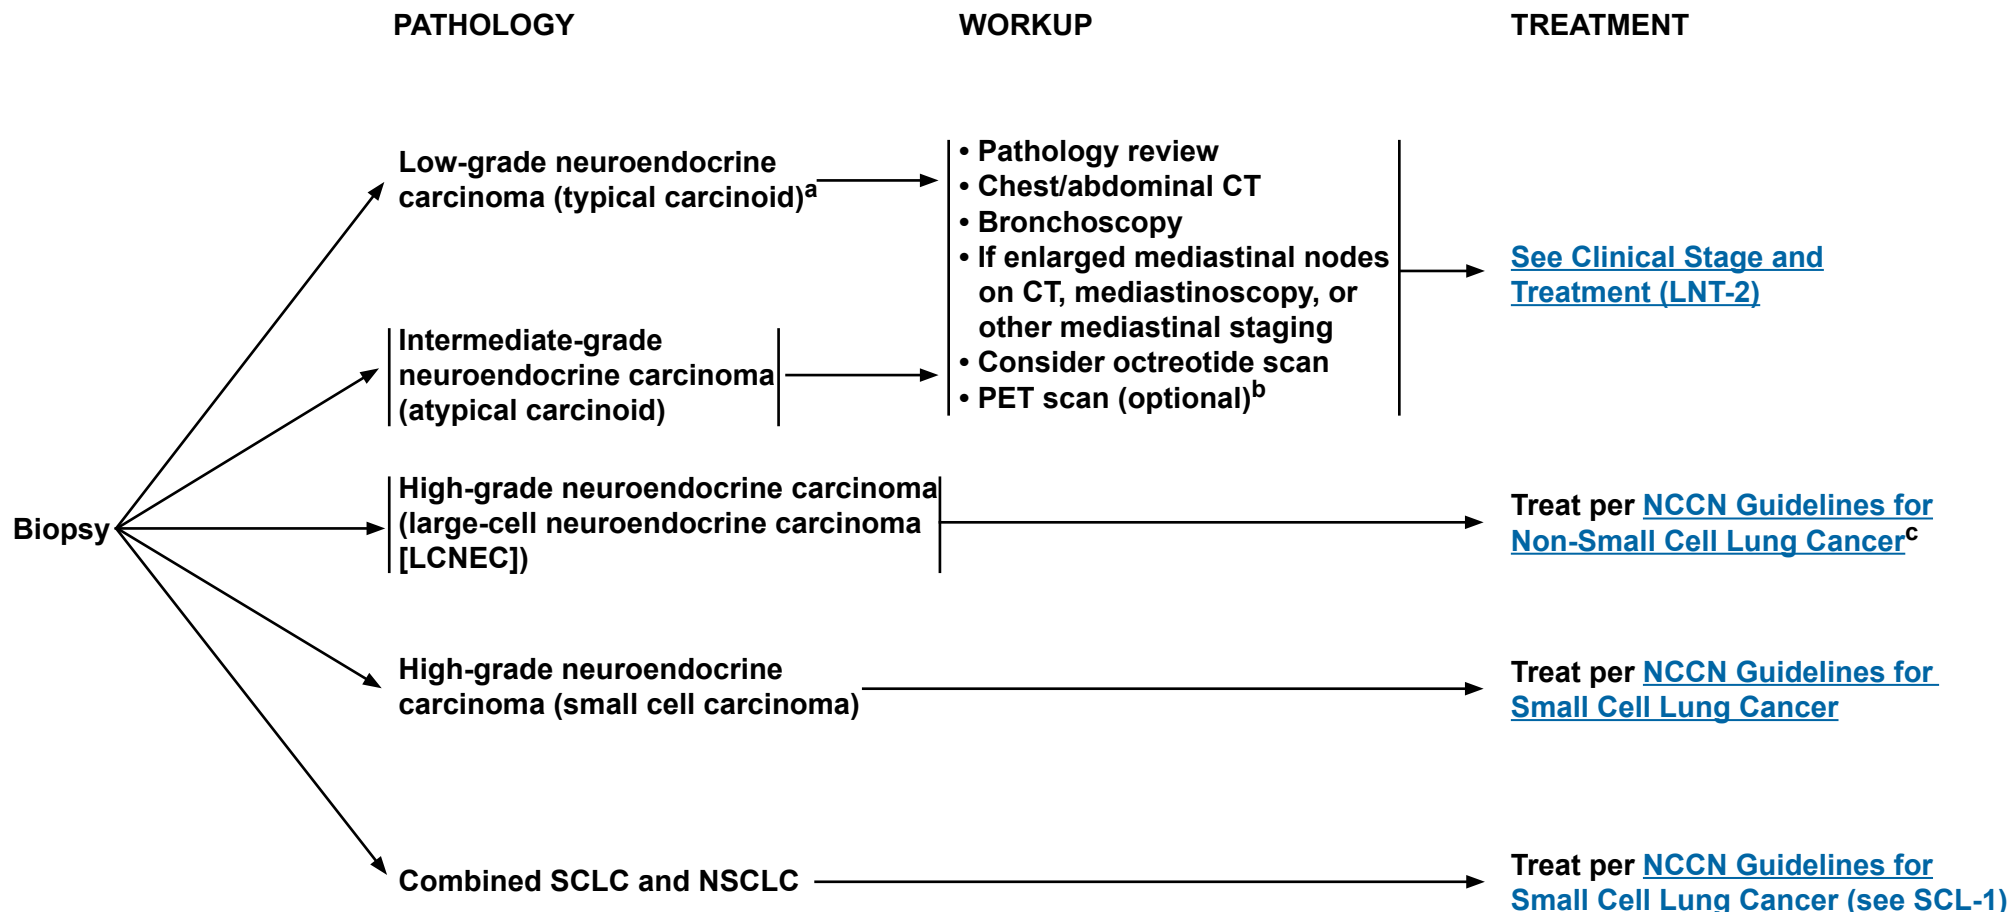 PATHOLOGY
WORKUP
TREATMENT
Biopsy
Low-grade neuroendocrine
carcinoma (typical carcinoid)a
Intermediate-grade
neuroendocrine carcinoma
(atypical carcinoid)
• Pathology review
• Chest/abdominal CT
• Bronchoscopy
• If enlarged mediastinal nodes
on CT, mediastinoscopy, or
other mediastinal staging
• Consider octreotide scan
• PET scan (optional)b
See Clinical Stage and
Treatment (LNT-2)
High-grade neuroendocrine carcinoma
(large-cell neuroendocrine carcinoma
[LCNEC])
Treat per NCCN Guidelines for
Non-Small Cell Lung Cancerc
High-grade neuroendocrine
carcinoma (small cell carcinoma)
Treat per NCCN Guidelines for
Small Cell Lung Cancer
Combined SCLC and NSCLC
Treat per NCCN Guidelines for
Small Cell Lung Cancer (see SCL-1)